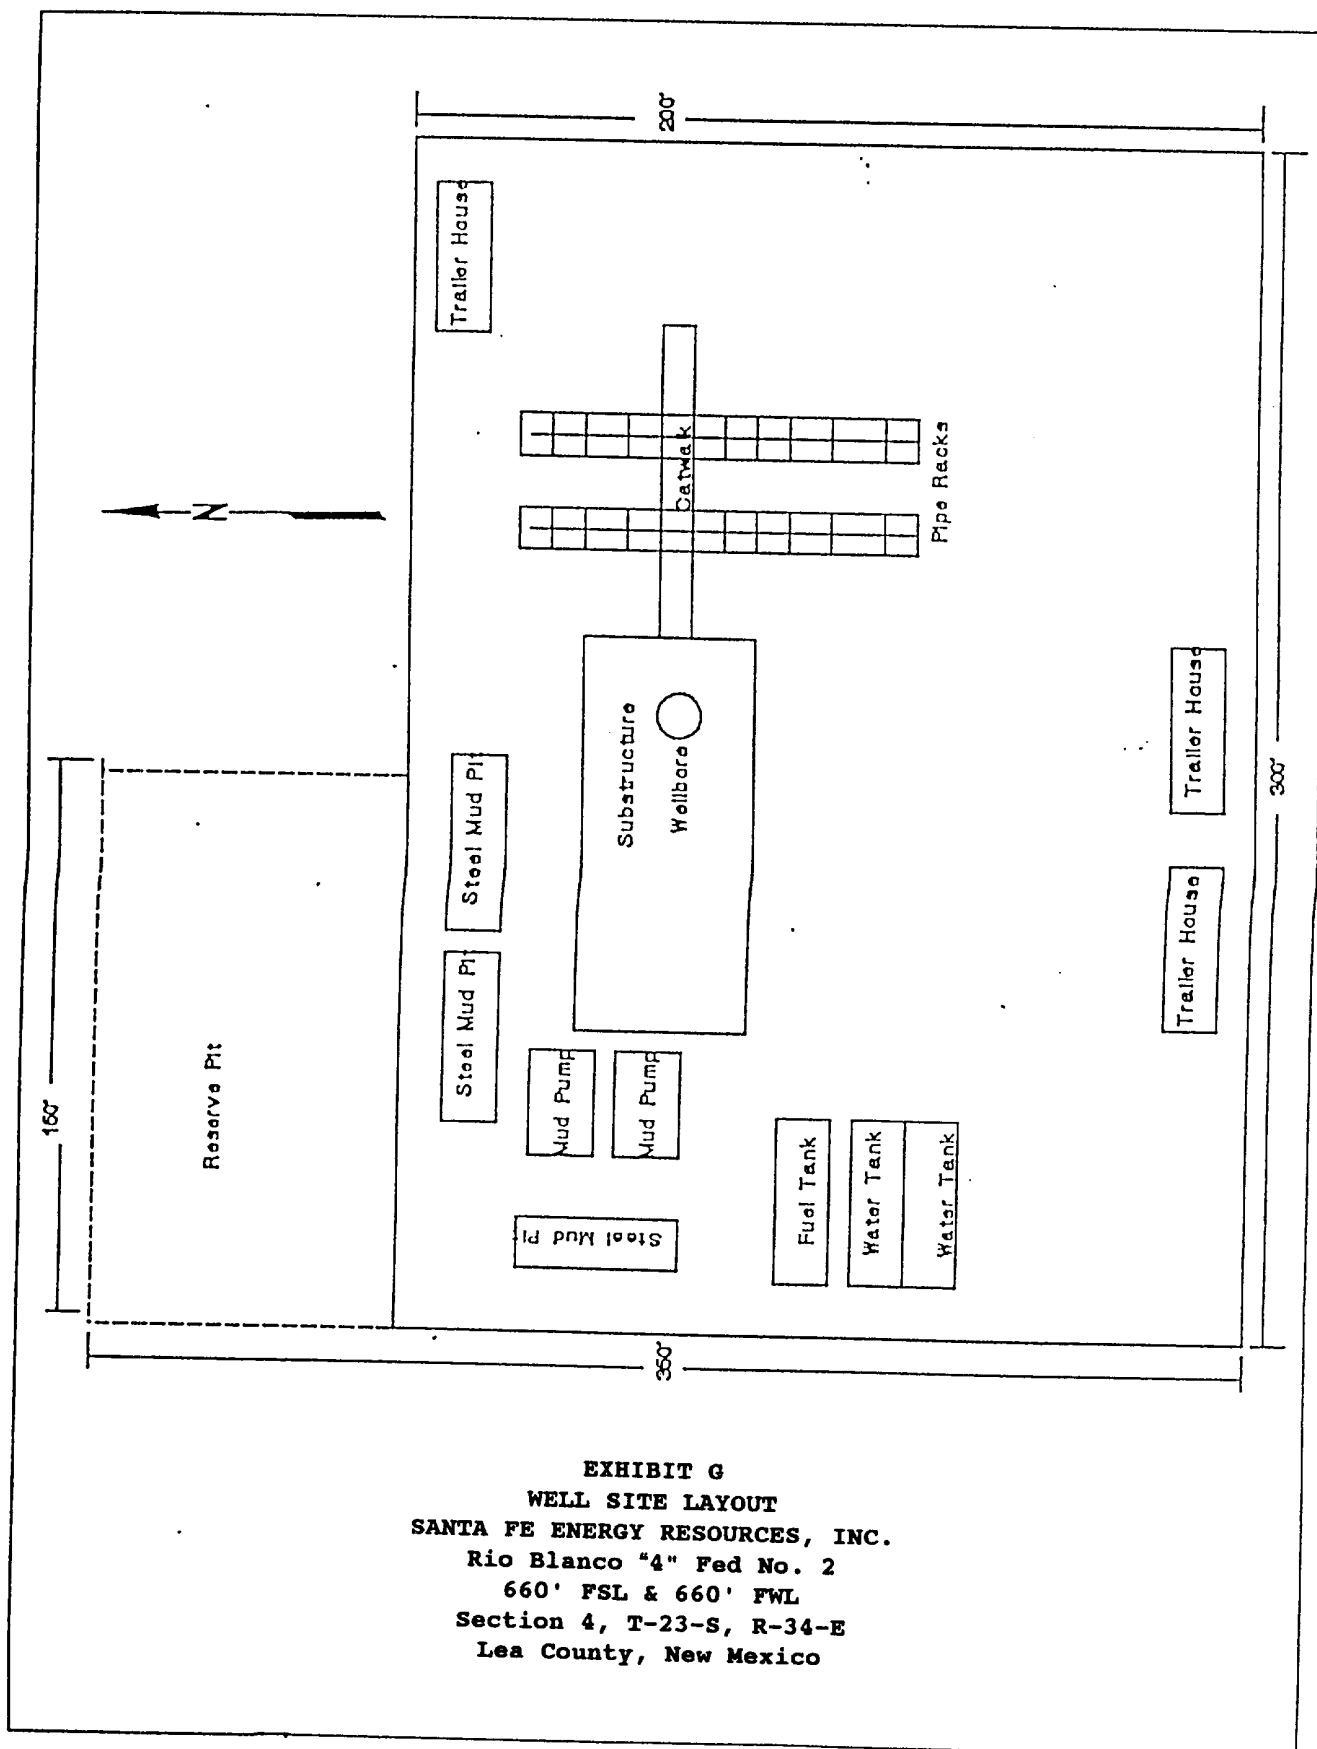 200'
Trailer House
Catwalk
Pipe Racks
N
Substructure
Wellbore
Steel Mud Pit
Steel Mud Pit
Trailer House
300'
Trailer House
160'
Reserve Pit
Mud Pump
Mud Pump
Fuel Tank
Water Tank
Water Tank
Steel Mud Pit
350'
EXHIBIT G
WELL SITE LAYOUT
SANTA FE ENERGY RESOURCES, INC.
Rio Blanco "4" Fed No. 2
660' FSL & 660' FWL
Section 4, T-23-S, R-34-E
Lea County, New Mexico